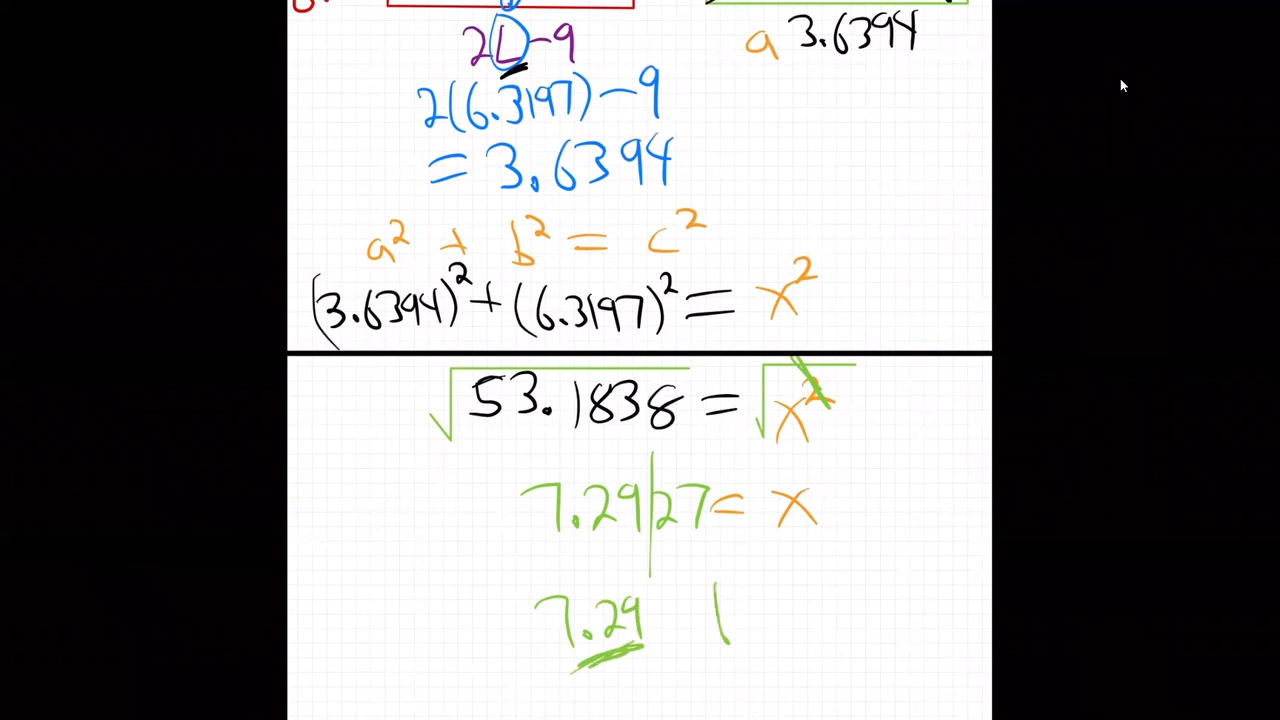 2L-9
a 3.6394
2(6.3197)-9
=3.6394
a² + b² = c²
(3.6394)²+(6.3197)²=x²
√53.1838=√x²
7.29|27=x
7.29